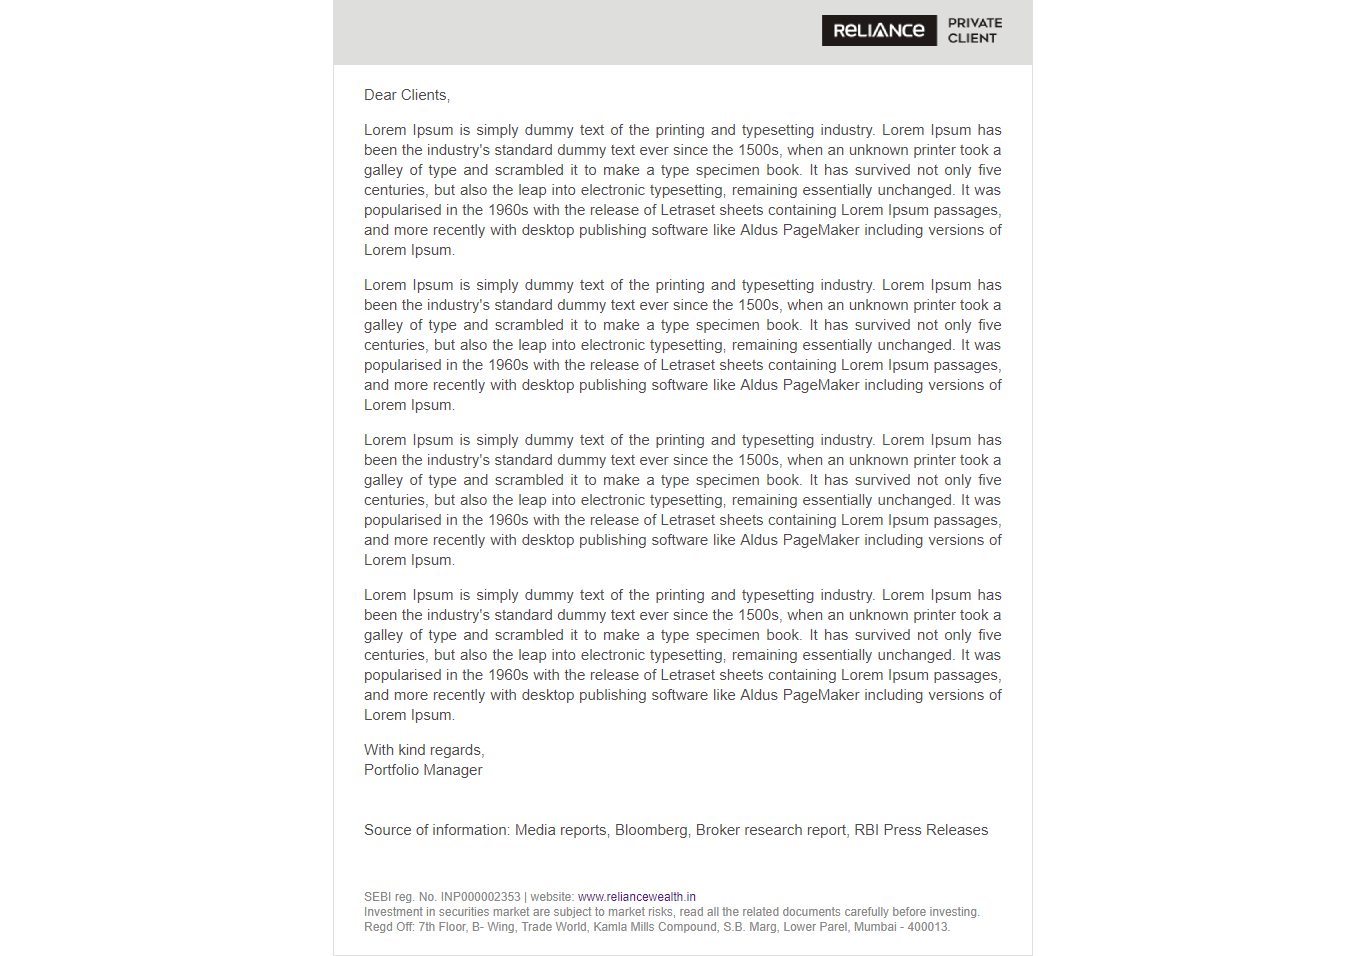 RELIANCE PRIVATE
CLIENT
Dear Clients,
Lorem Ipsum is simply dummy text of the printing and typesetting industry. Lorem Ipsum has
been the industry's standard dummy text ever since the 1500s, when an unknown printer took a
galley of type and scrambled it to make a type specimen book. It has survived not only five
centuries, but also the leap into electronic typesetting, remaining essentially unchanged. It was
popularised in the 1960s with the release of Letraset sheets containing Lorem Ipsum passages,
and more recently with desktop publishing software like Aldus PageMaker including versions of
Lorem Ipsum.
Lorem Ipsum is simply dummy text of the printing and typesetting industry. Lorem Ipsum has
been the industry's standard dummy text ever since the 1500s, when an unknown printer took a
galley of type and scrambled it to make a type specimen book. It has survived not only five
centuries, but also the leap into electronic typesetting, remaining essentially unchanged. It was
popularised in the 1960s with the release of Letraset sheets containing Lorem Ipsum passages,
and more recently with desktop publishing software like Aldus PageMaker including versions of
Lorem Ipsum.
Lorem Ipsum is simply dummy text of the printing and typesetting industry. Lorem Ipsum has
been the industry's standard dummy text ever since the 1500s, when an unknown printer took a
galley of type and scrambled it to make a type specimen book. It has survived not only five
centuries, but also the leap into electronic typesetting, remaining essentially unchanged. It was
popularised in the 1960s with the release of Letraset sheets containing Lorem Ipsum passages,
and more recently with desktop publishing software like Aldus PageMaker including versions of
Lorem Ipsum.
Lorem Ipsum is simply dummy text of the printing and typesetting industry. Lorem Ipsum has
been the industry's standard dummy text ever since the 1500s, when an unknown printer took a
galley of type and scrambled it to make a type specimen book. It has survived not only five
centuries, but also the leap into electronic typesetting, remaining essentially unchanged. It was
popularised in the 1960s with the release of Letraset sheets containing Lorem Ipsum passages,
and more recently with desktop publishing software like Aldus PageMaker including versions of
Lorem Ipsum.
With kind regards,
Portfolio Manager
Source of information: Media reports, Bloomberg, Broker research report, RBI Press Releases
SEBI reg. No. INP000002353 | website: www.reliancewealth.in
Investment in securities market are subject to market risks, read all the related documents carefully before investing.
Regd Off: 7th Floor, B- Wing, Trade World, Kamla Mills Compound, S.B. Marg, Lower Parel, Mumbai - 400013.